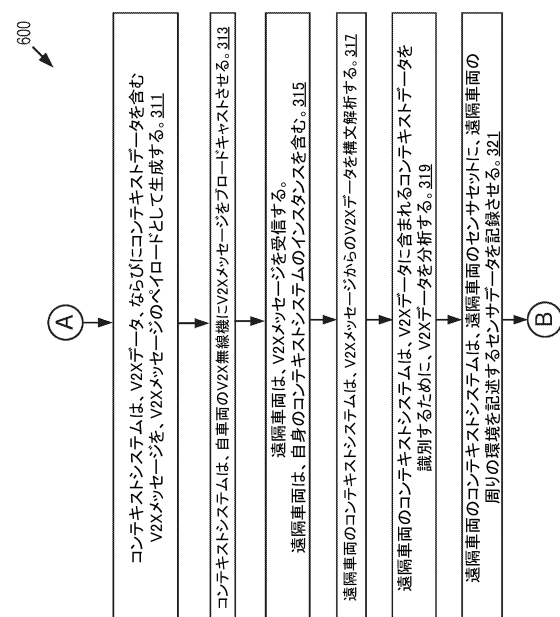 600
A
コンテキストシステムは、V2Xデータ、ならびにコンテキストデータを含む
V2Xメッセージを、V2Xメッセージのペイロードとして生成する。311
コンテキストシステムは、自車両のV2X無線機にV2Xメッセージをブロードキャストさせる。313
遠隔車両は、V2Xメッセージを受信する。
遠隔車両は、自身のコンテキストシステムのインスタンスを含む。315
遠隔車両のコンテキストシステムは、V2XメッセージからのV2Xデータを構文解析する。317
遠隔車両のコンテキストシステムは、V2Xデータに含まれるコンテキストデータを
識別するために、V2Xデータを分析する。319
遠隔車両のコンテキストシステムは、遠隔車両のセンサセットに、遠隔車両の
周りの環境を記述するセンサデータを記録させる。321
B